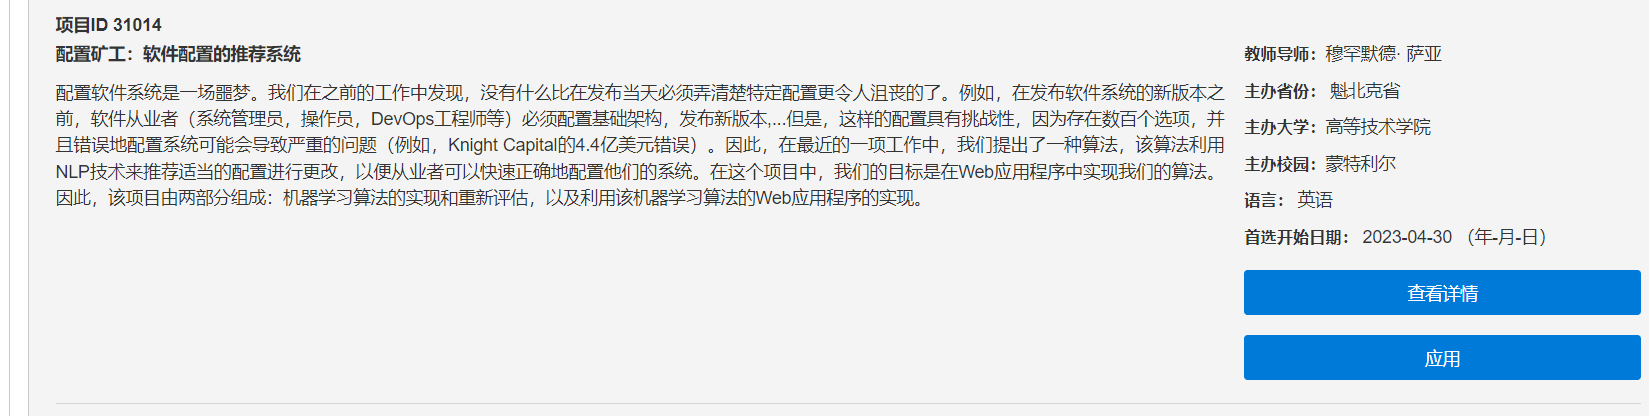 项目ID 31014
配置矿工：软件配置的推荐系统
配置软件系统是一场噩梦。我们在之前的工作中发现，没有什么比在发布当天必须弄清楚特定配置更令人沮丧的了。例如，在发布软件系统的新版本之
前，软件从业者（系统管理员，操作员，DevOps工程师等）必须配置基础架构，发布新版本,...但是，这样的配置具有挑战性，因为存在数百个选项，并
且错误地配置系统可能会导致严重的问题（例如，Knight Capital的4.4亿美元错误）。因此，在最近的一项工作中，我们提出了一种算法，该算法利用
NLP技术来推荐适当的配置进行更改，以便从业者可以快速正确地配置他们的系统。在这个项目中，我们的目标是在Web应用程序中实现我们的算法。
因此，该项目由两部分组成：机器学习算法的实现和重新评估，以及利用该机器学习算法的Web应用程序的实现。
教师导师：穆罕默德· 萨亚
主办省份： 魁北克省
主办大学：高等技术学院
主办校园：蒙特利尔
语言： 英语
首选开始日期： 2023-04-30 （年-月-日）
查看详情
应用